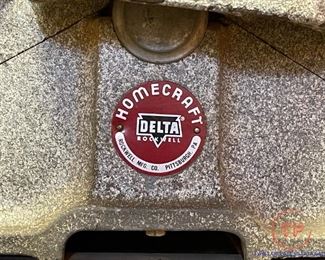 HOMECRAFT
DELTA ®
ROCKWELL
ROCKWELL MFG. CO. PITTSBURGH, PA